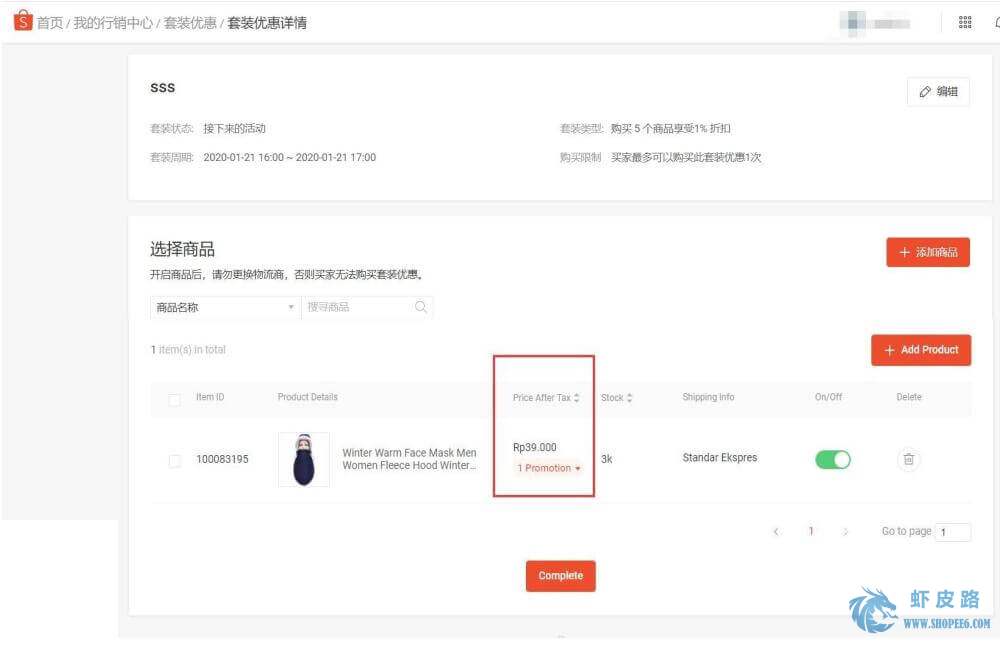 首页 / 我的行销中心 / 套装优惠 / 套装优惠详情
sss
编辑
套装状态: 接下来的活动
套装类型: 购买 5 个商品享受1% 折扣
套装周期: 2020-01-21 16:00 ~ 2020-01-21 17:00
购买限制 买家最多可以购买此套装优惠1次
选择商品
添加商品
开启商品后，请勿更换物流商，否则买家无法购买套装优惠。
商品名称
搜寻商品
1 item(s) in total
Add Product
Item ID Product Details Price After Tax Stock Shipping Info On/Off Delete
100083195
Winter Warm Face Mask Men
Women Fleece Hood Winter...
Rp39.000
1 Promotion
3k
Standar Ekspres
1
Go to page 1
Complete
虾皮路
WWW.SHOPEE6.COM